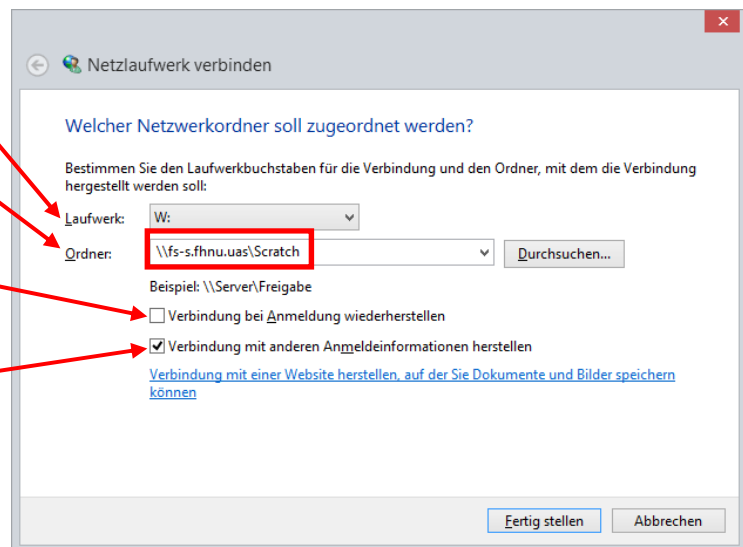 Netzlaufwerk verbinden
Welcher Netzwerkordner soll zugeordnet werden?
Bestimmen Sie den Laufwerkbuchstaben für die Verbindung und den Ordner, mit dem die Verbindung
hergestellt werden soll:
Laufwerk: W:
Ordner: \\fs-s.fhnu.uas\Scratch Durchsuchen...
Beispiel: \\Server\Freigabe
Verbindung bei Anmeldung wiederherstellen
Verbindung mit anderen Anmeldeinformationen herstellen
Verbindung mit einer Website herstellen, auf der Sie Dokumente und Bilder speichern
können
Fertig stellen Abbrechen